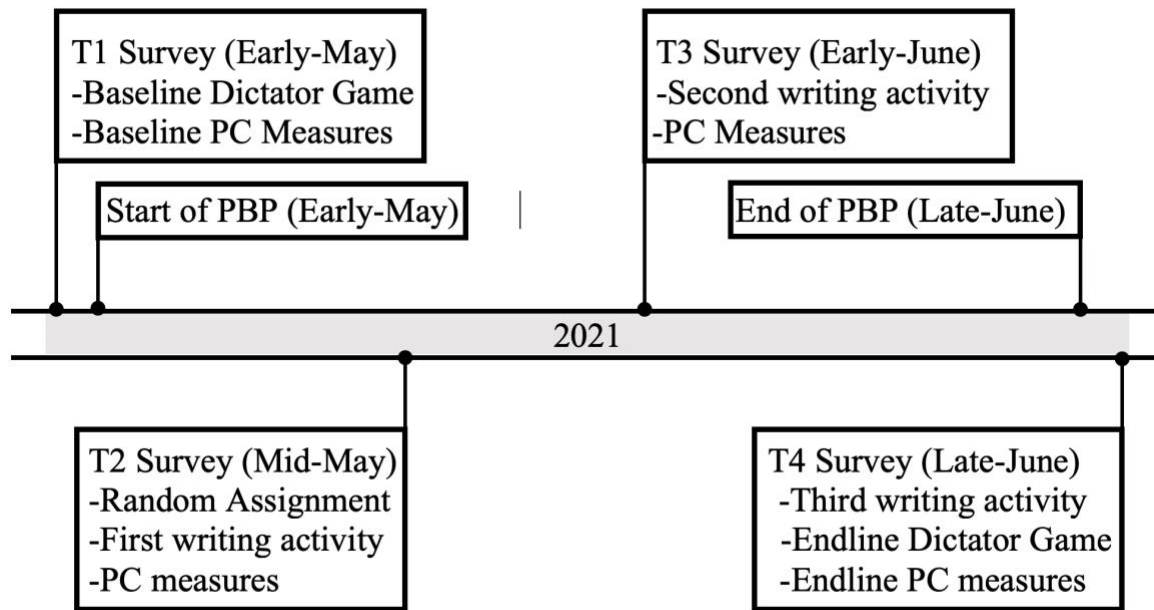 T1 Survey (Early-May)
-Baseline Dictator Game
-Baseline PC Measures
T3 Survey (Early-June)
-Second writing activity
-PC Measures
Start of PBP (Early-May)
End of PBP (Late-June)
2021
T2 Survey (Mid-May)
-Random Assignment
-First writing activity
-PC measures
T4 Survey (Late-June)
-Third writing activity
-Endline Dictator Game
-Endline PC measures